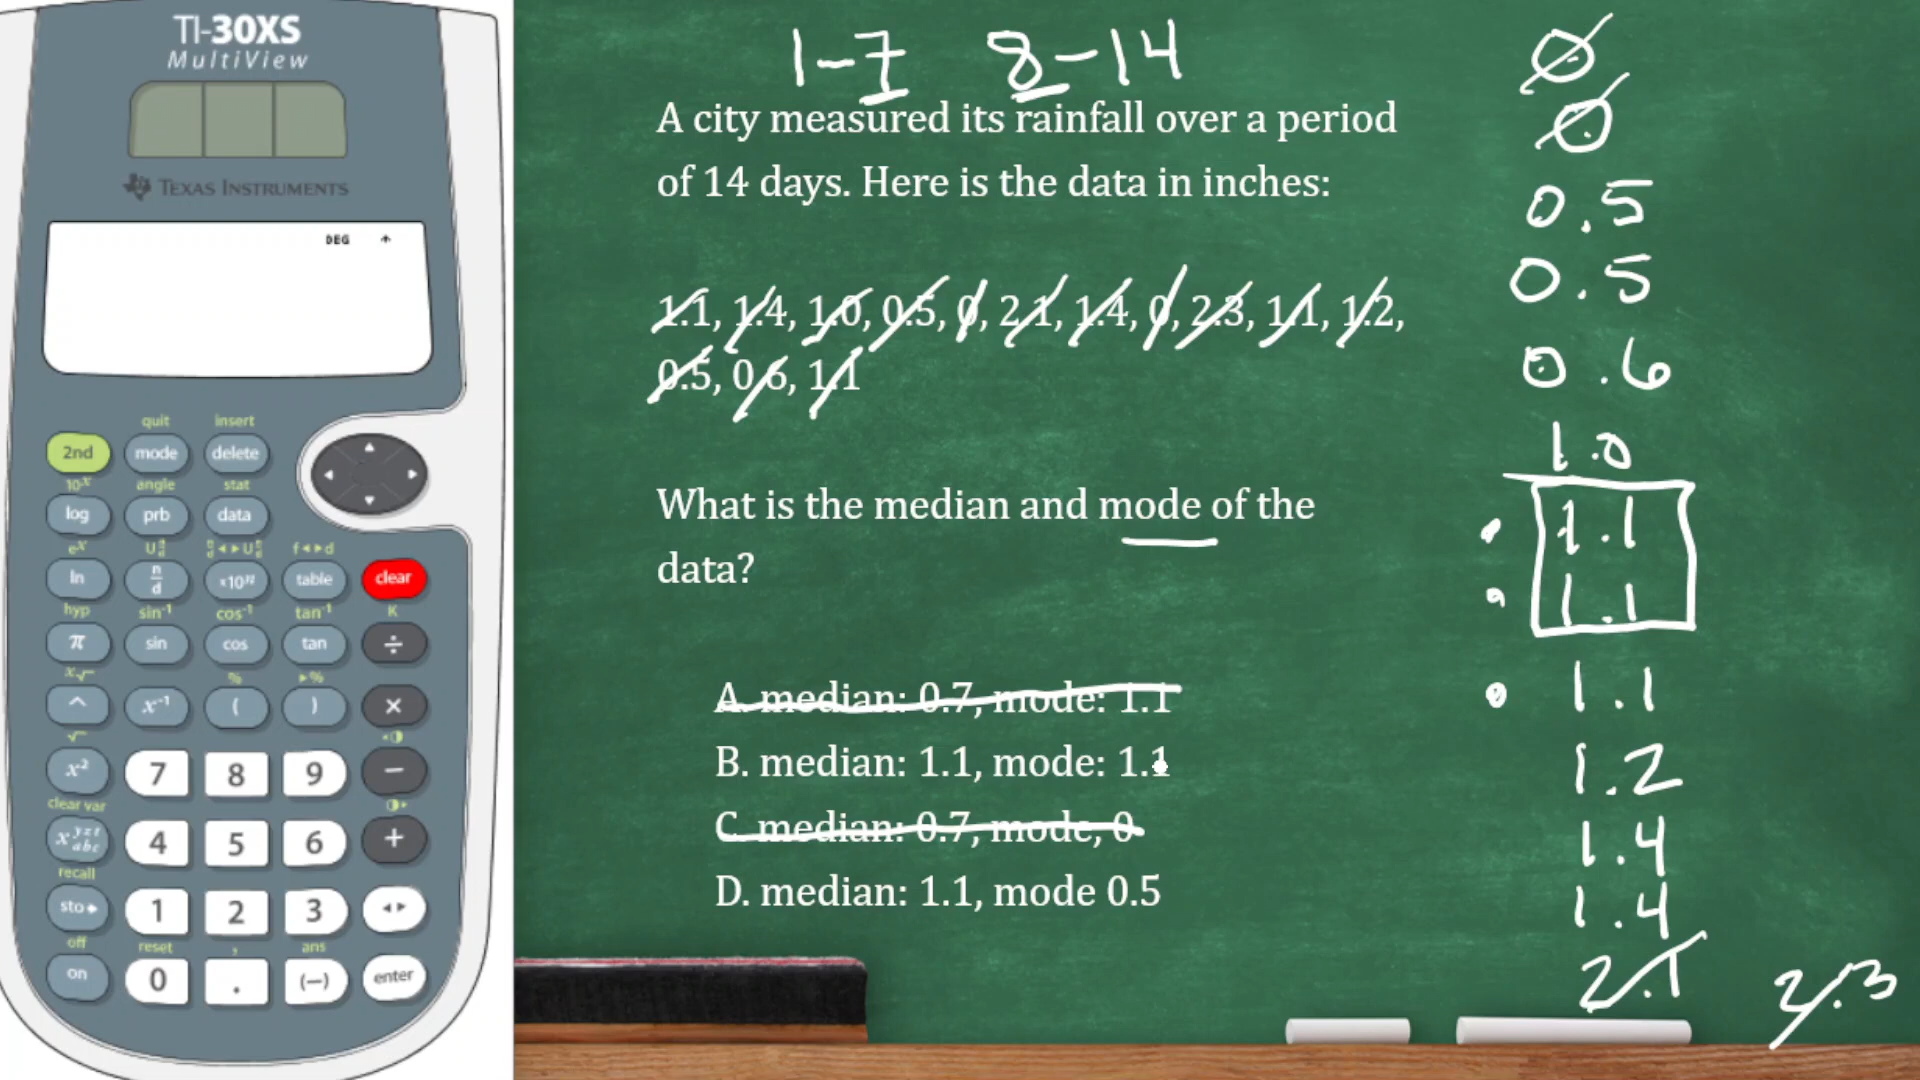 TI-30XS
MultiView
TEXAS INSTRUMENTS
DEG
quit insert
2nd mode delete
10ˣ angle stat
log prb data
eˣ U n/d n/d ◄► U n/d f◄►d
ln n/d ×10ⁿ table clear
hyp sin⁻¹ cos⁻¹ tan⁻¹ K
π sin cos tan ÷
ˣ√ % ►%
^ x⁻¹ ( ) ×
√
x² 7 8 9 −
clear var
x yzt abc 4 5 6 +
recall
sto► 1 2 3 ◄►
off reset , ans
on 0 . (−) enter
1-7 8-14
A city measured its rainfall over a period
of 14 days. Here is the data in inches:
1.1, 1.4, 1.0, 0.5, 0, 2.1, 1.4, 0, 2.3, 1.1, 1.2,
0.5, 0.6, 1.1
What is the median and mode of the
data?
A. median: 0.7, mode: 1.1
B. median: 1.1, mode: 1.1
C. median: 0.7, mode, 0
D. median: 1.1, mode 0.5
0
0
0.5
0.5
0.6
1.0
1.1
1.1
1.1
1.2
1.4
1.4
2.1 2.3